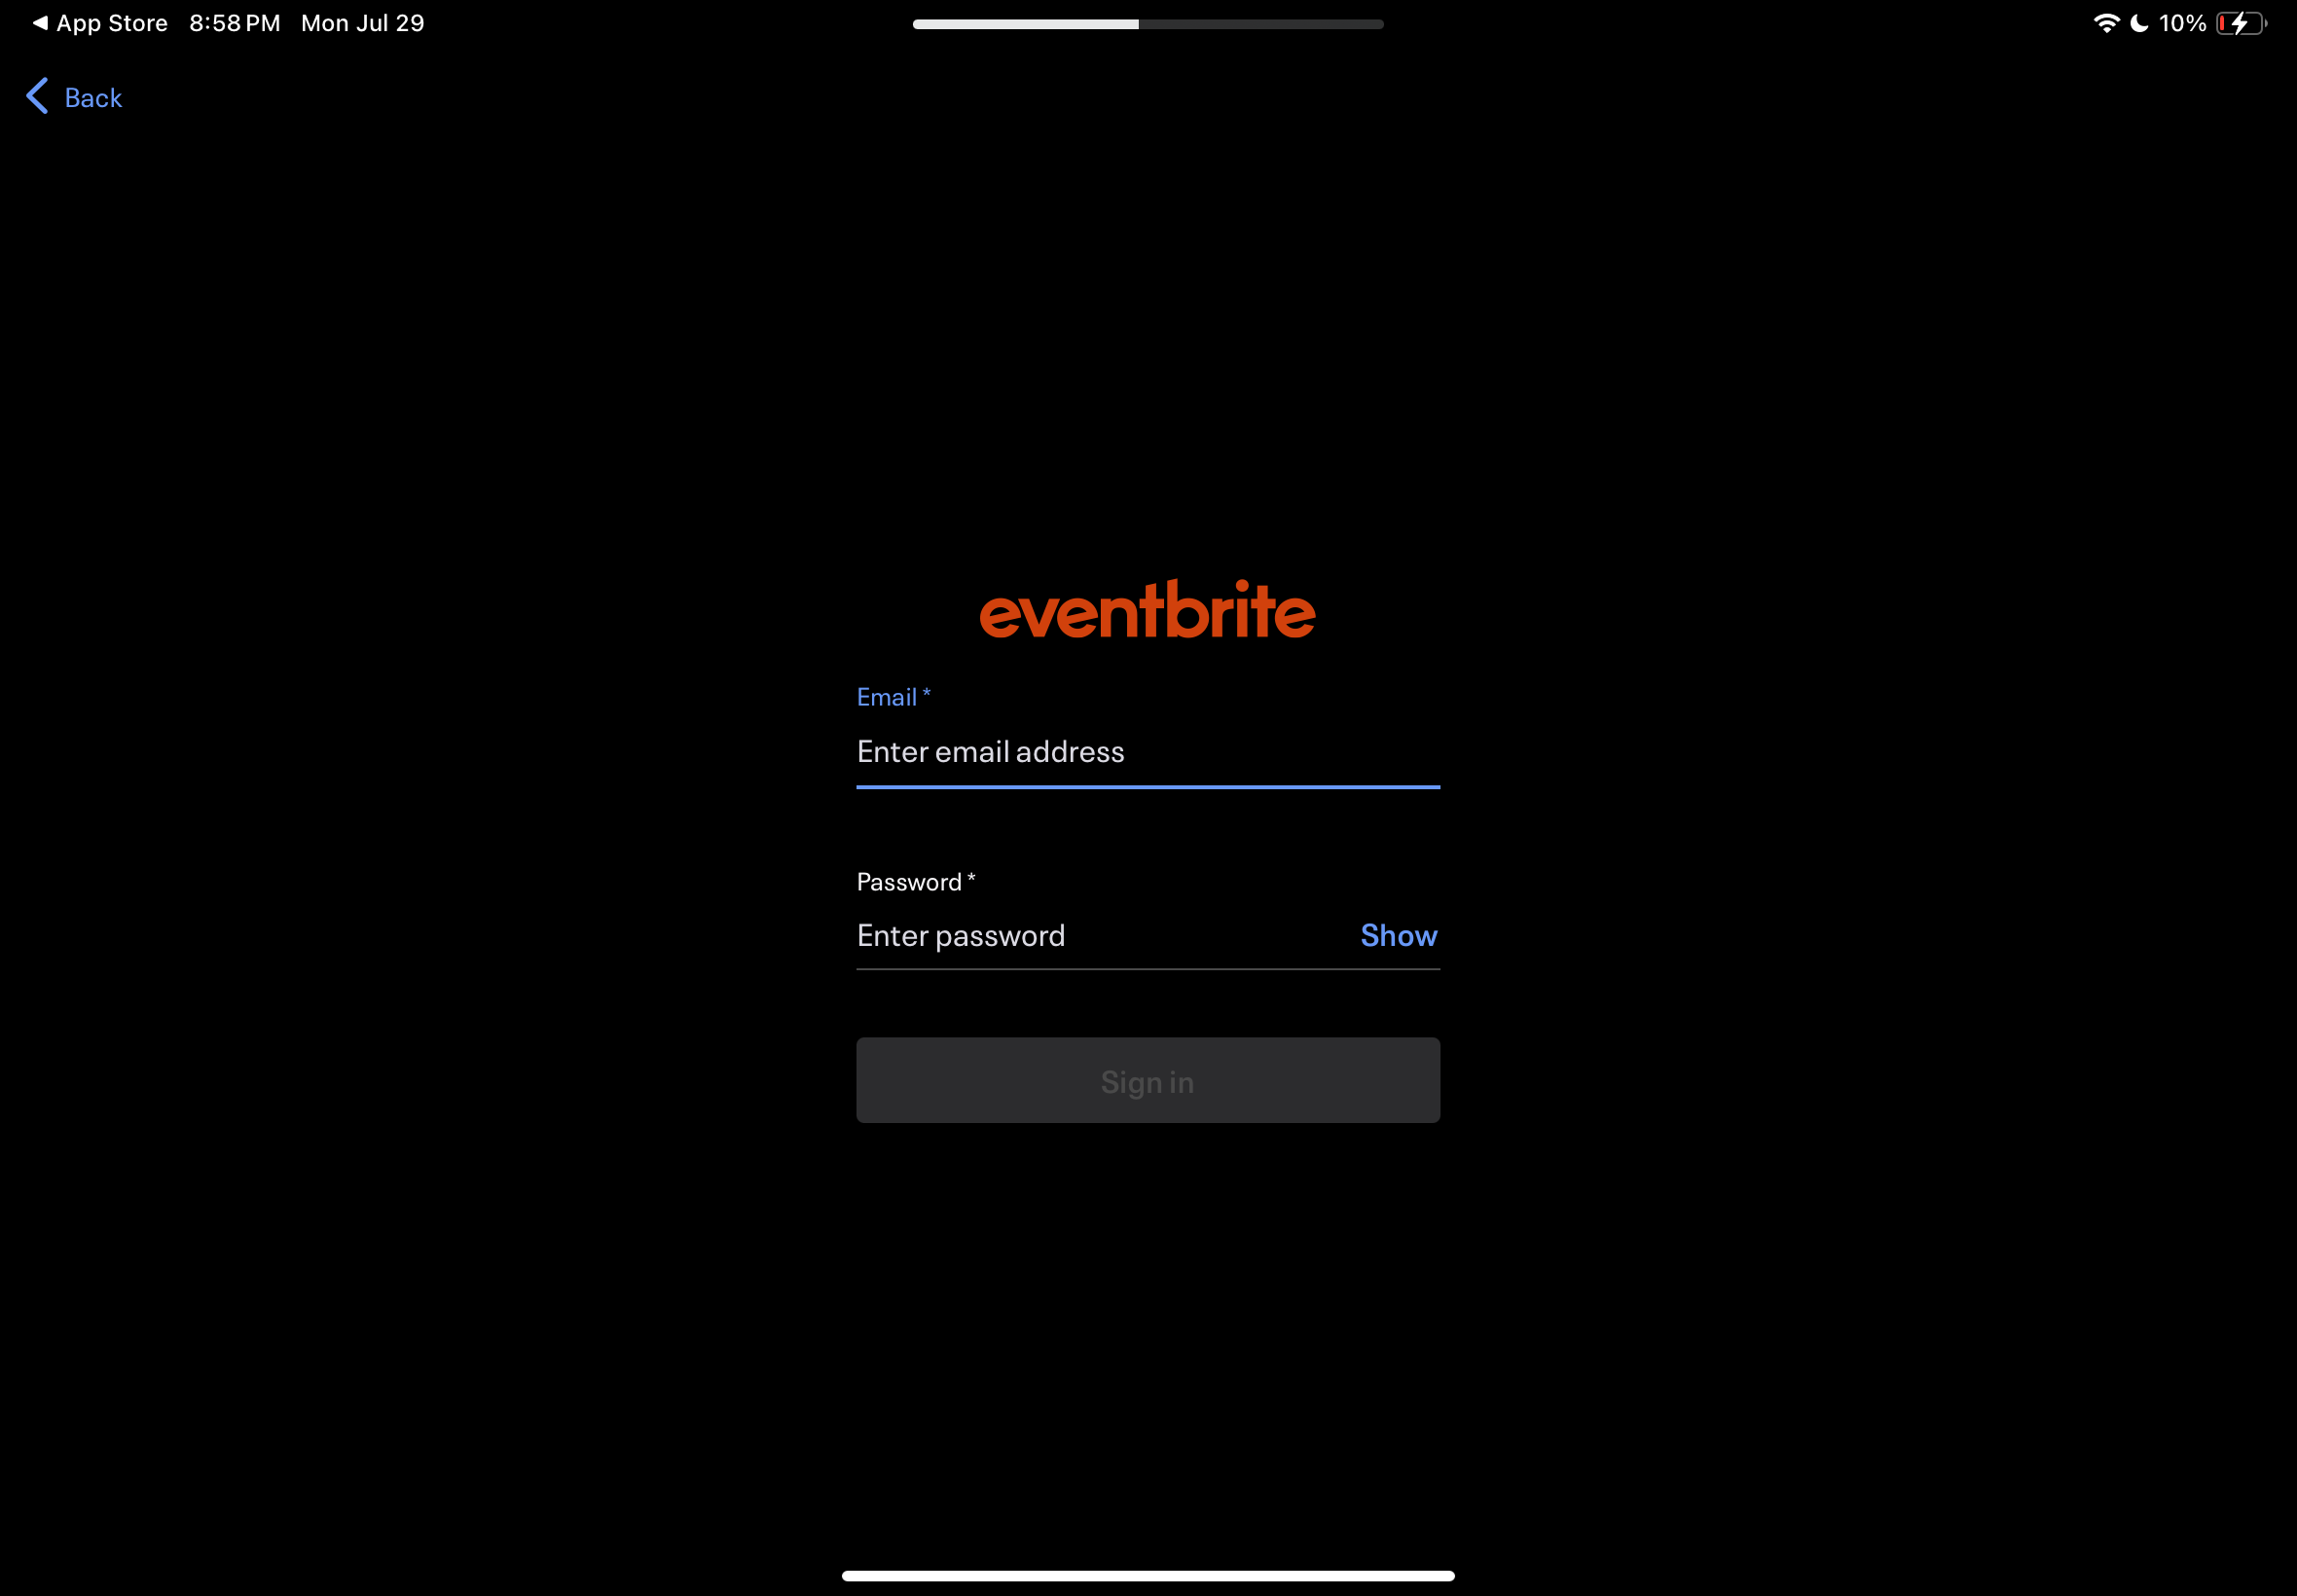 App Store 8:58 PM Mon Jul 29 10%
Back
eventbrite
Email *
Enter email address
Password *
Enter password Show
Sign in